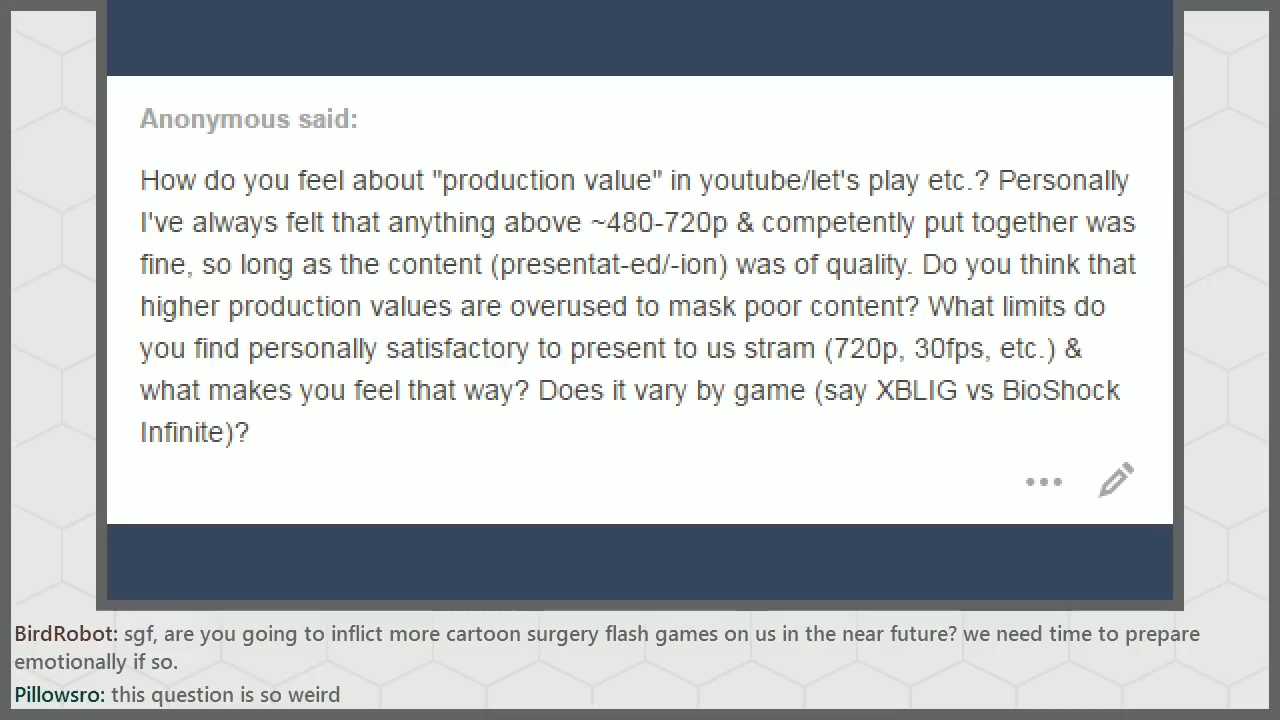 Anonymous said:
How do you feel about "production value" in youtube/let's play etc.? Personally
I've always felt that anything above ~480-720p & competently put together was
fine, so long as the content (presentat-ed/-ion) was of quality. Do you think that
higher production values are overused to mask poor content? What limits do
you find personally satisfactory to present to us stram (720p, 30fps, etc.) &
what makes you feel that way? Does it vary by game (say XBLIG vs BioShock
Infinite)?
BirdRobot: sgf, are you going to inflict more cartoon surgery flash games on us in the near future? we need time to prepare
emotionally if so.
Pillowsro: this question is so weird